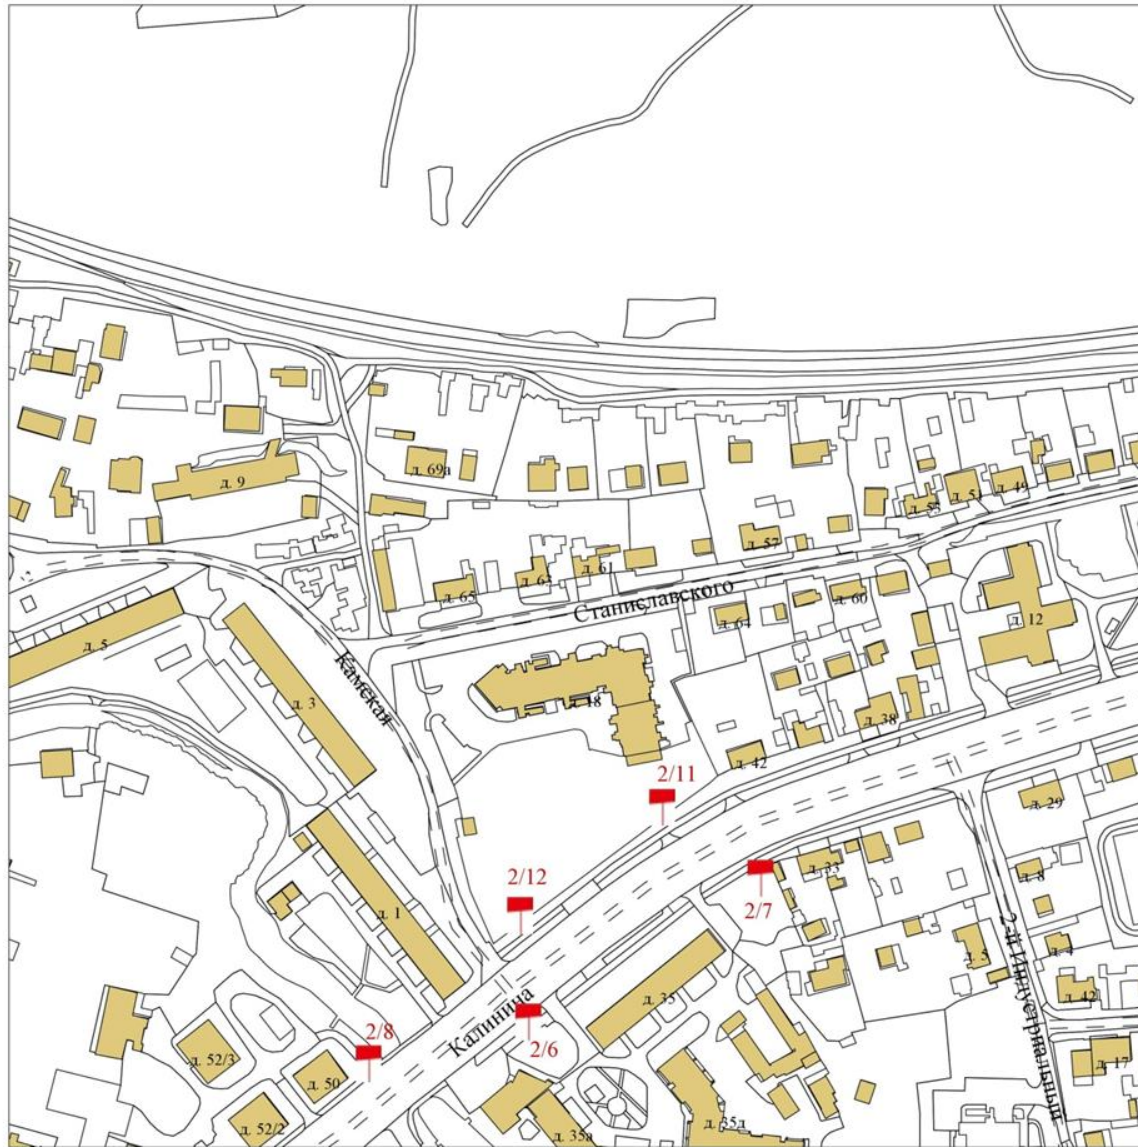 д. 69а
д. 9
д. 49
д. 51
д. 55
д. 57
д. 61
д. 63
д. 65
Станиславского
д. 60
д. 64
д. 12
д. 5
Камская
д. 3
д. 18
д. 38
д. 42
2/11
д. 29
2/7
д. 33
д. 8
2/12
д. 1
2-й Индустриальный
д. 4
д. 5
д. 42
д. 35
Калинина
2/6
2/8
д. 52/3
д. 50
д. 17
д. 52/2
д. 35а
д. 35д